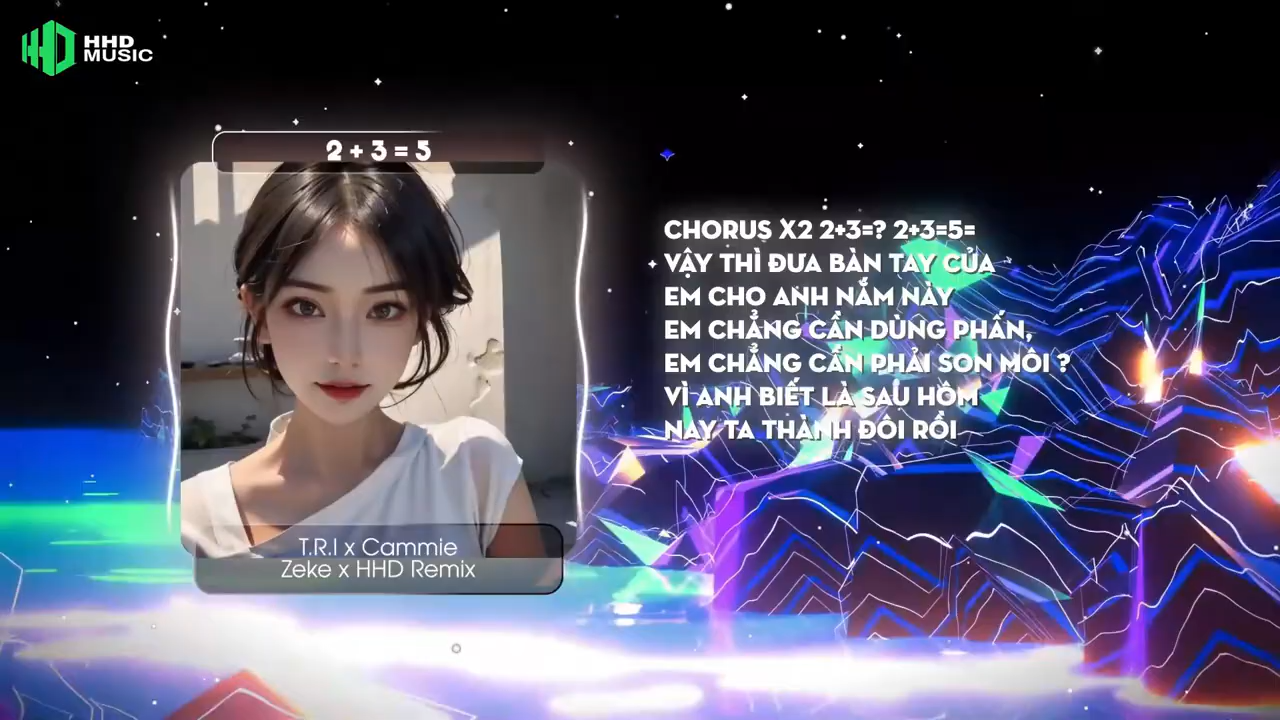 HHD
MUSIC
2 + 3 = 5
CHORUS X2 2+3=? 2+3=5=
VẬY THÌ ĐƯA BÀN TAY CỦA
EM CHO ANH NẮM NÀY
EM CHẲNG CẦN DÙNG PHẤN,
EM CHẲNG CẦN PHẢI SON MÔI ?
VÌ ANH BIẾT LÀ SAU HÔM
NAY TA THÀNH ĐÔI RỒI
T.R.I x Cammie
Zeke x HHD Remix